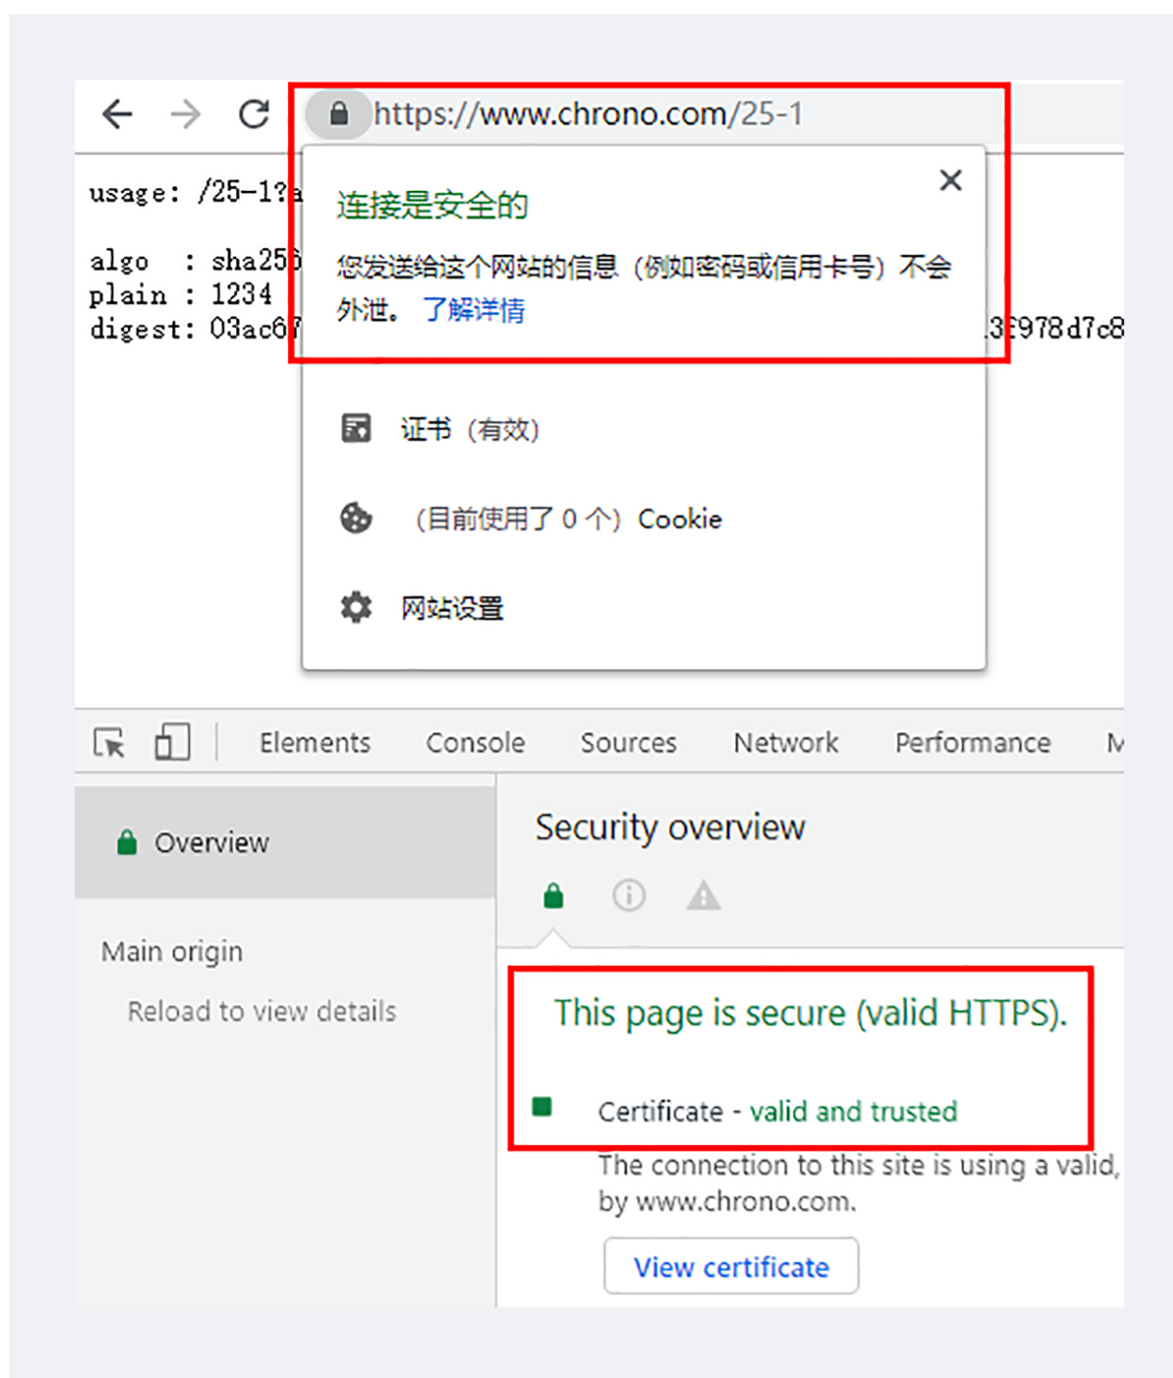 https://www.chrono.com/25-1
usage: /25-1?a
连接是安全的
algo : sha256
您发送给这个网站的信息（例如密码或信用卡号）不会
plain : 1234
外泄。 了解详情
digest: 03ac67
3f978d7c8
证书（有效）
（目前使用了 0 个）Cookie
网站设置
Elements Console Sources Network Performance M
Overview
Security overview
Main origin
Reload to view details
This page is secure (valid HTTPS).
Certificate - valid and trusted
The connection to this site is using a valid,
by www.chrono.com.
View certificate